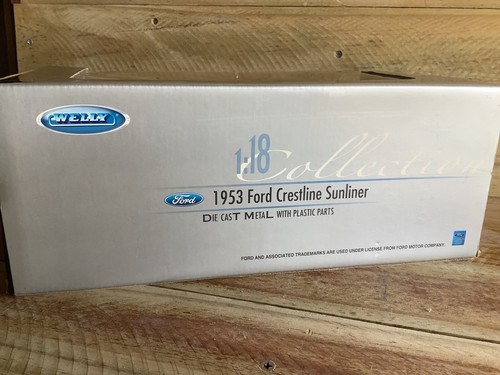 WELLY
1:18
Collection
Ford
1953 Ford Crestline Sunliner
DIE CAST METAL WITH PLASTIC PARTS
FORD AND ASSOCIATED TRADEMARKS ARE USED UNDER LICENSE FROM FORD MOTOR COMPANY.